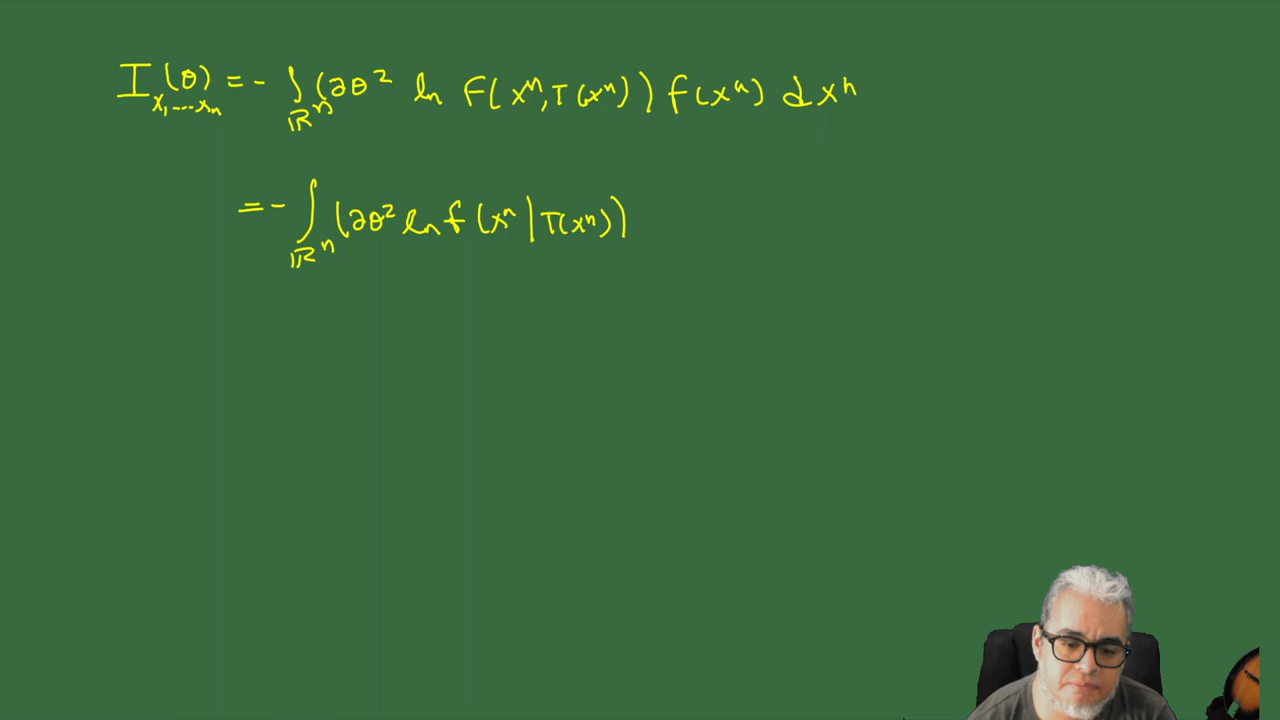 I_{x_1...x_n}(θ) = - ∫_{ℝ^n} (∂θ² ln f(x^n, T(x^n)) f(x^n) dx^n
= - ∫_{ℝ^n} (∂θ² ln f(x^n | T(x^n))